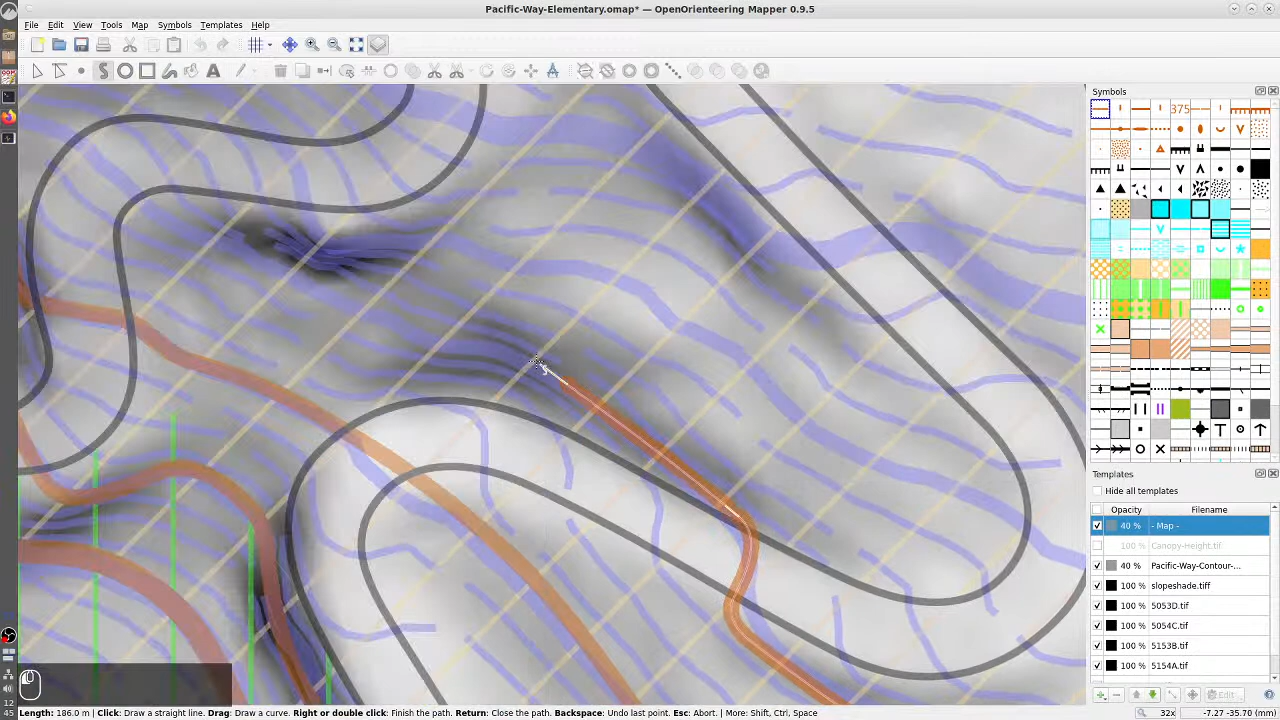 Pacific-Way-Elementary.omap* — OpenOrienteering Mapper 0.9.5
File Edit View Tools Map Symbols Templates Help
Symbols
375
Templates
Hide all templates
Opacity Filename
40 % - Map -
100 % Canopy-Height.tif
40 % Pacific-Way-Contour-...
100 % slopeshade.tiff
100 % 5053D.tif
100 % 5054C.tif
100 % 5153B.tif
100 % 5154A.tif
Edit...
12
45
Length: 186.0 m | Click: Draw a straight line. Drag: Draw a curve. Right or double click: Finish the path. Return: Close the path. Backspace: Undo last point. Esc: Abort. | More: Shift, Ctrl, Space
32x
-7.27 -35.70 (mm)